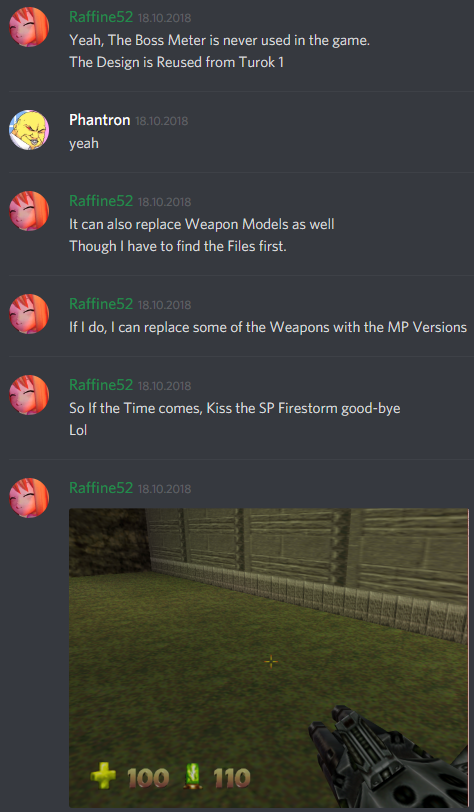 Raffine52 18.10.2018
Yeah, The Boss Meter is never used in the game.
The Design is Reused from Turok 1
Phantron 18.10.2018
yeah
Raffine52 18.10.2018
It can also replace Weapon Models as well
Though I have to find the Files first.
Raffine52 18.10.2018
If I do, I can replace some of the Weapons with the MP Versions
Raffine52 18.10.2018
So If the Time comes, Kiss the SP Firestorm good-bye
Lol
Raffine52 18.10.2018
100 110